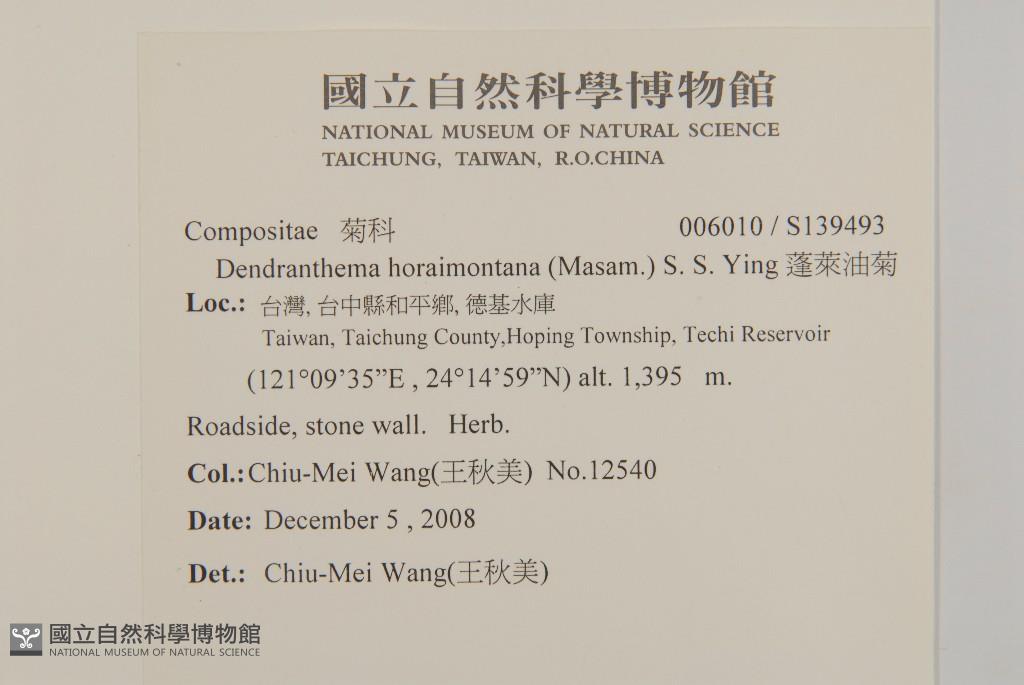 國立自然科學博物館
NATIONAL MUSEUM OF NATURAL SCIENCE
TAICHUNG, TAIWAN, R.O.CHINA
Compositae 菊科 006010 / S139493
Dendranthema horaimontana (Masam.) S. S. Ying 蓬萊油菊
Loc.: 台灣, 台中縣和平鄉, 德基水庫
Taiwan, Taichung County,Hoping Township, Techi Reservoir
(121°09’35”E , 24°14’59”N) alt. 1,395 m.
Roadside, stone wall. Herb.
Col.: Chiu-Mei Wang(王秋美) No.12540
Date: December 5 , 2008
Det.: Chiu-Mei Wang(王秋美)
國立自然科學博物館
NATIONAL MUSEUM OF NATURAL SCIENCE